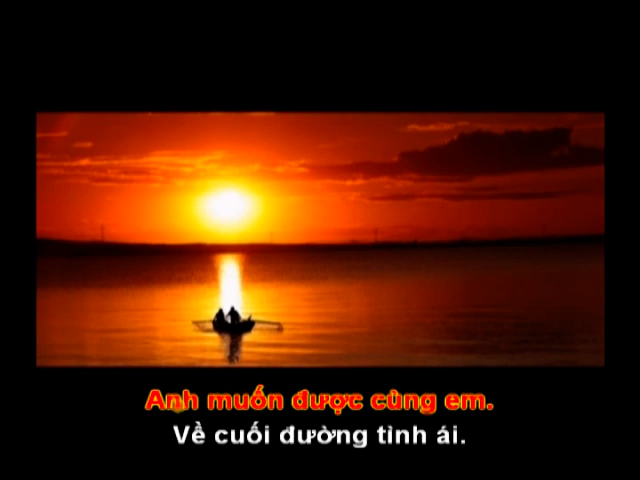 Anh muốn được cùng em.
Về cuối đường tình ái.